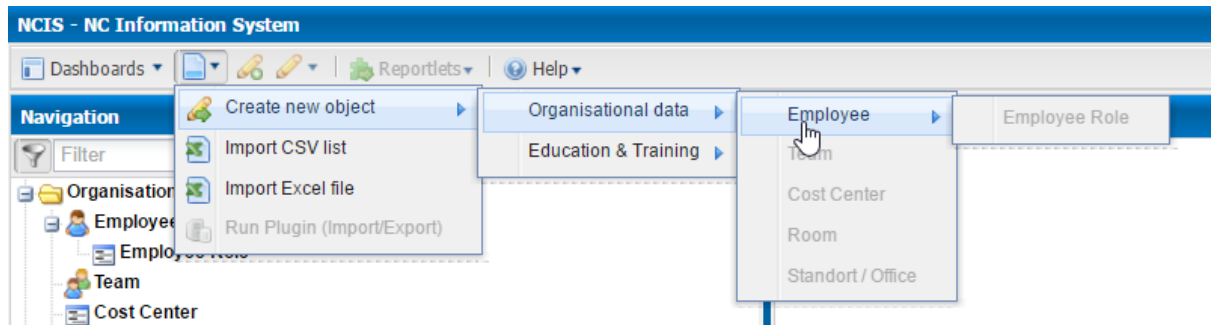 NCIS - NC Information System
Dashboards Reportlets Help
Navigation
Filter
Organisation
Employee
Employee Role
Team
Cost Center
Create new object
Import CSV list
Import Excel file
Run Plugin (Import/Export)
Organisational data
Education & Training
Employee
Team
Cost Center
Room
Standort / Office
Employee Role